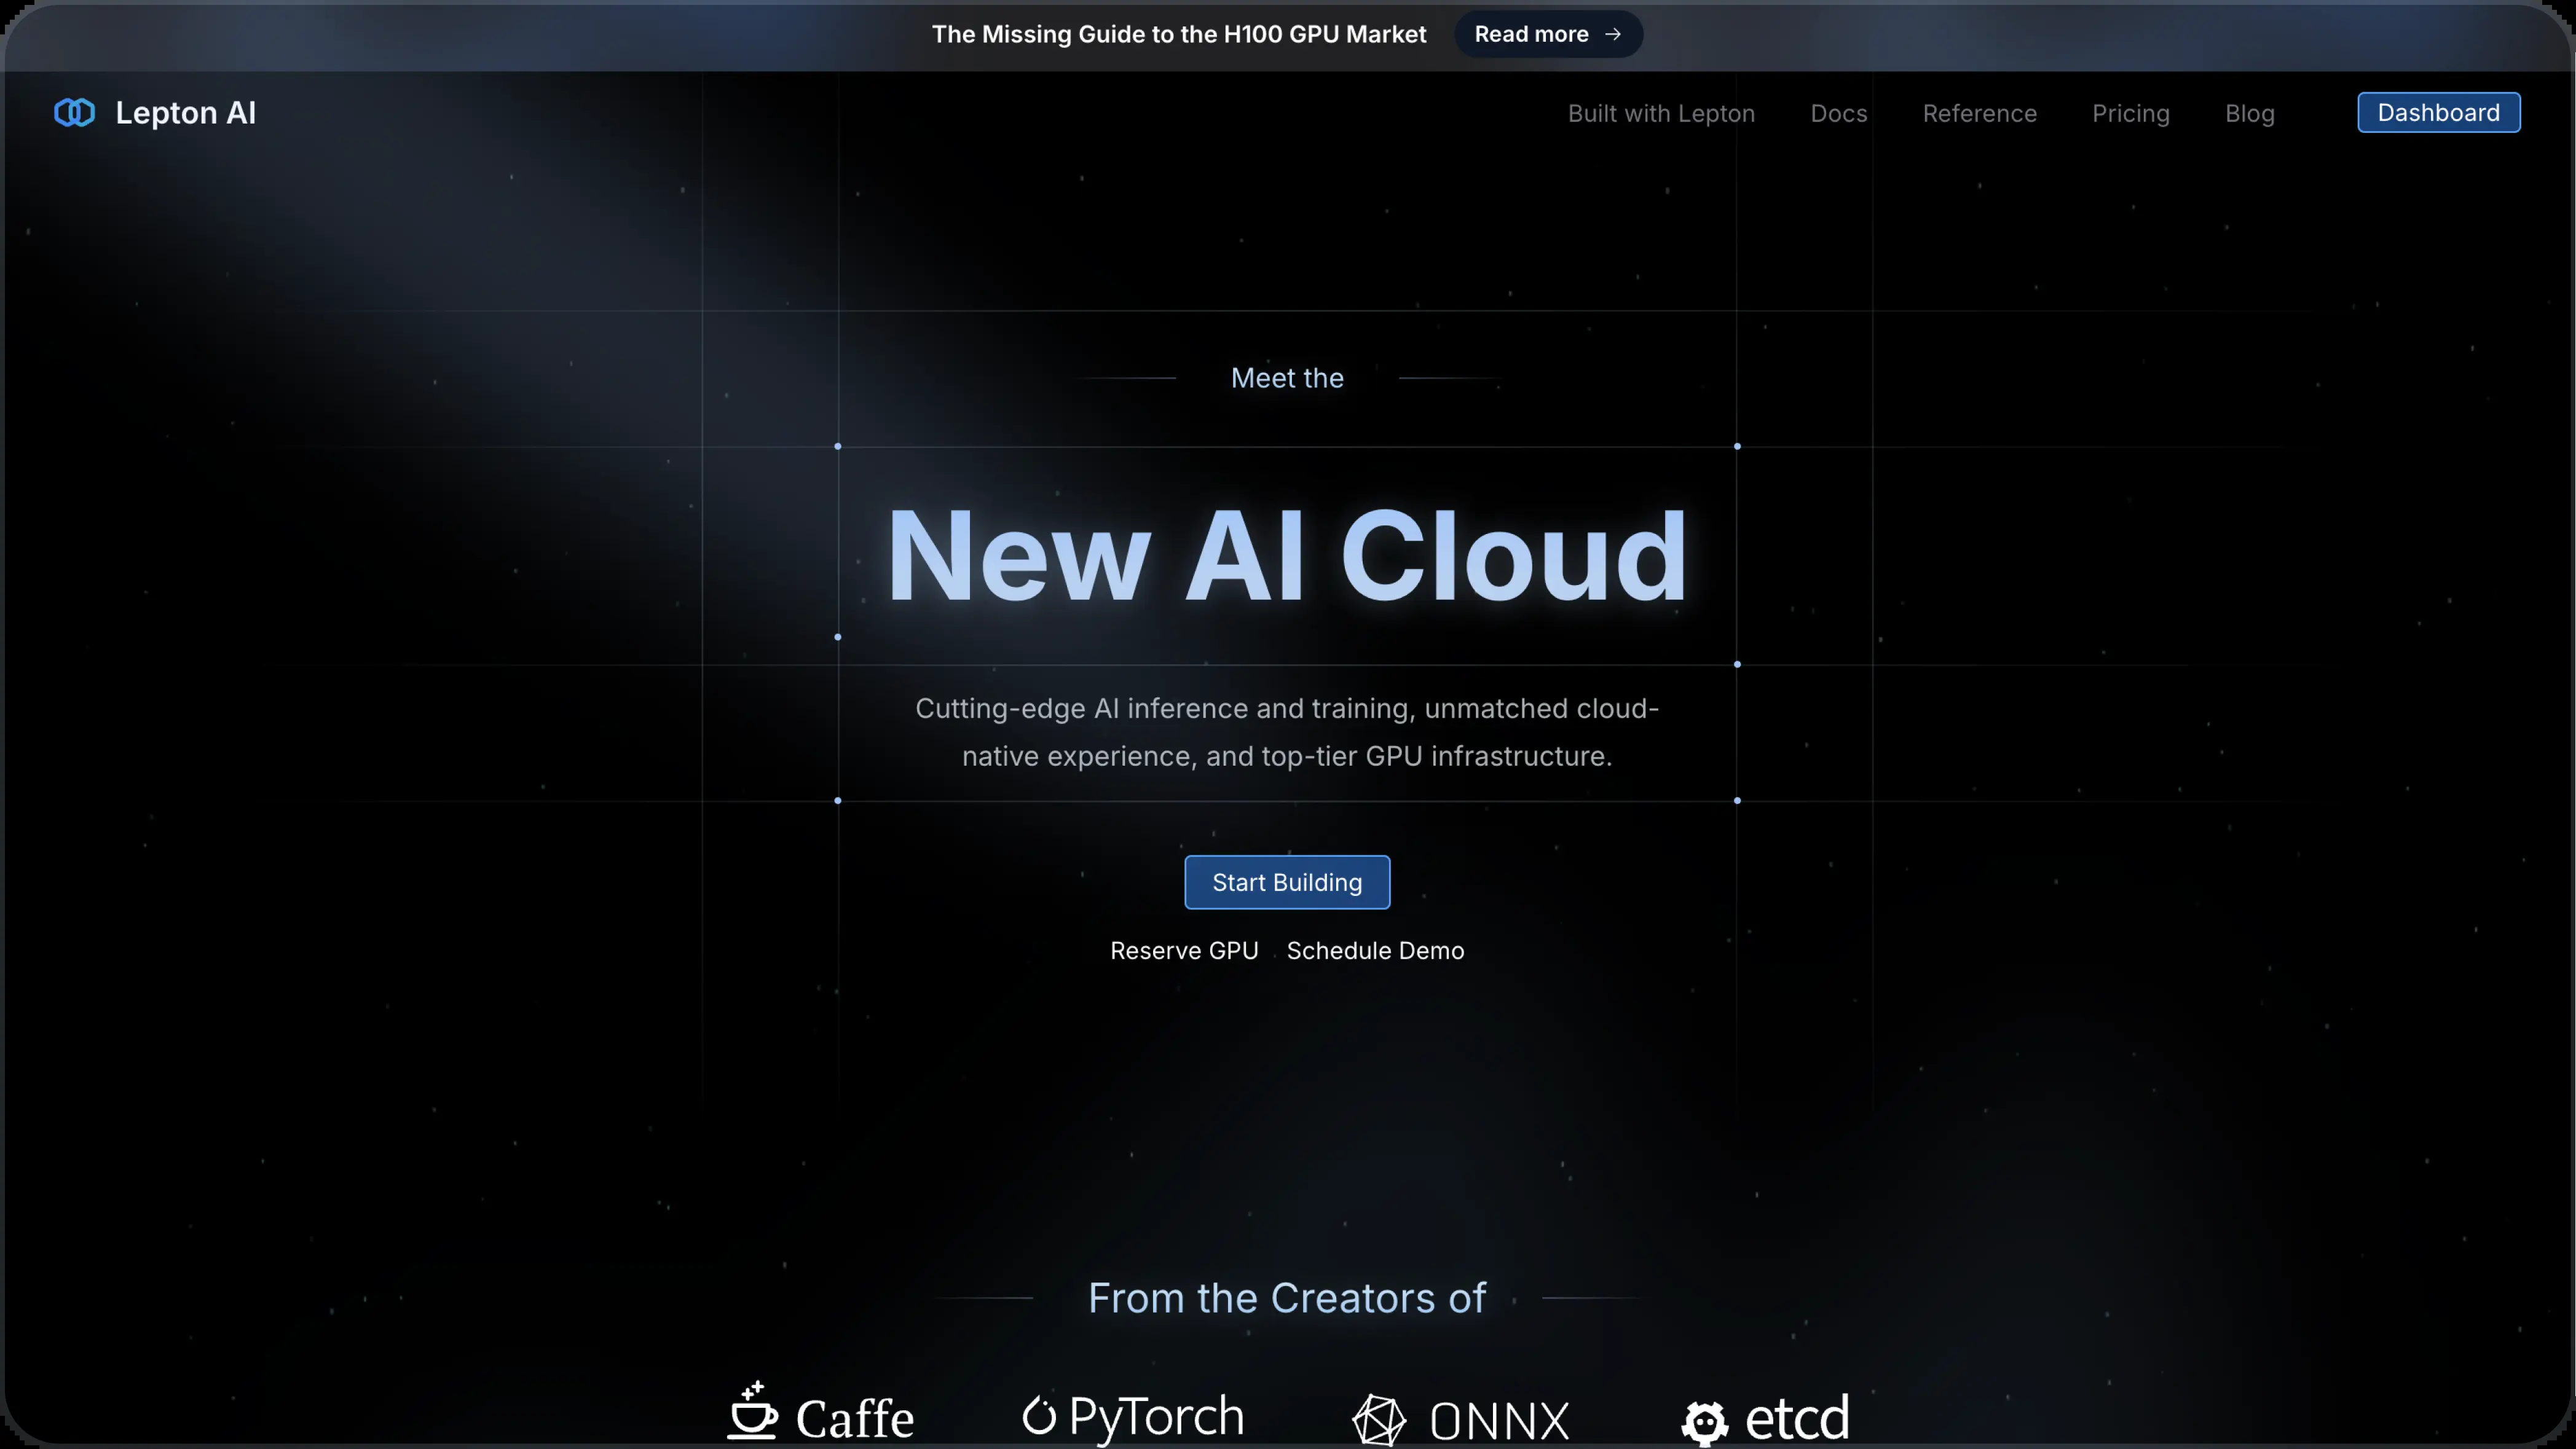 The Missing Guide to the H100 GPU Market Read more →
Lepton AI
Built with Lepton Docs Reference Pricing Blog Dashboard
Meet the
New AI Cloud
Cutting-edge AI inference and training, unmatched cloud-
native experience, and top-tier GPU infrastructure.
Start Building
Reserve GPU · Schedule Demo
From the Creators of
Caffe PyTorch ONNX etcd